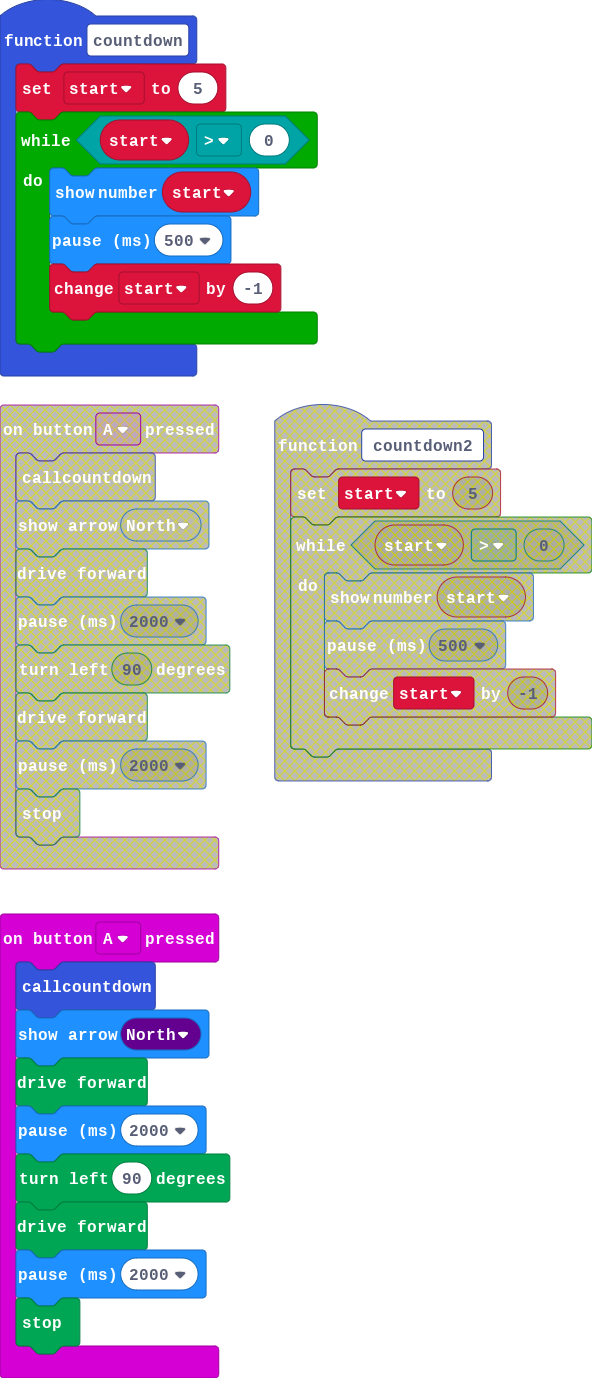 function countdown
set start to 5
while start > 0
do
show number start
pause (ms) 500
change start by -1
on button A pressed
callcountdown
show arrow North
drive forward
pause (ms) 2000
turn left 90 degrees
drive forward
pause (ms) 2000
stop
function countdown2
set start to 5
while start > 0
do
show number start
pause (ms) 500
change start by -1
on button A pressed
callcountdown
show arrow North
drive forward
pause (ms) 2000
turn left 90 degrees
drive forward
pause (ms) 2000
stop